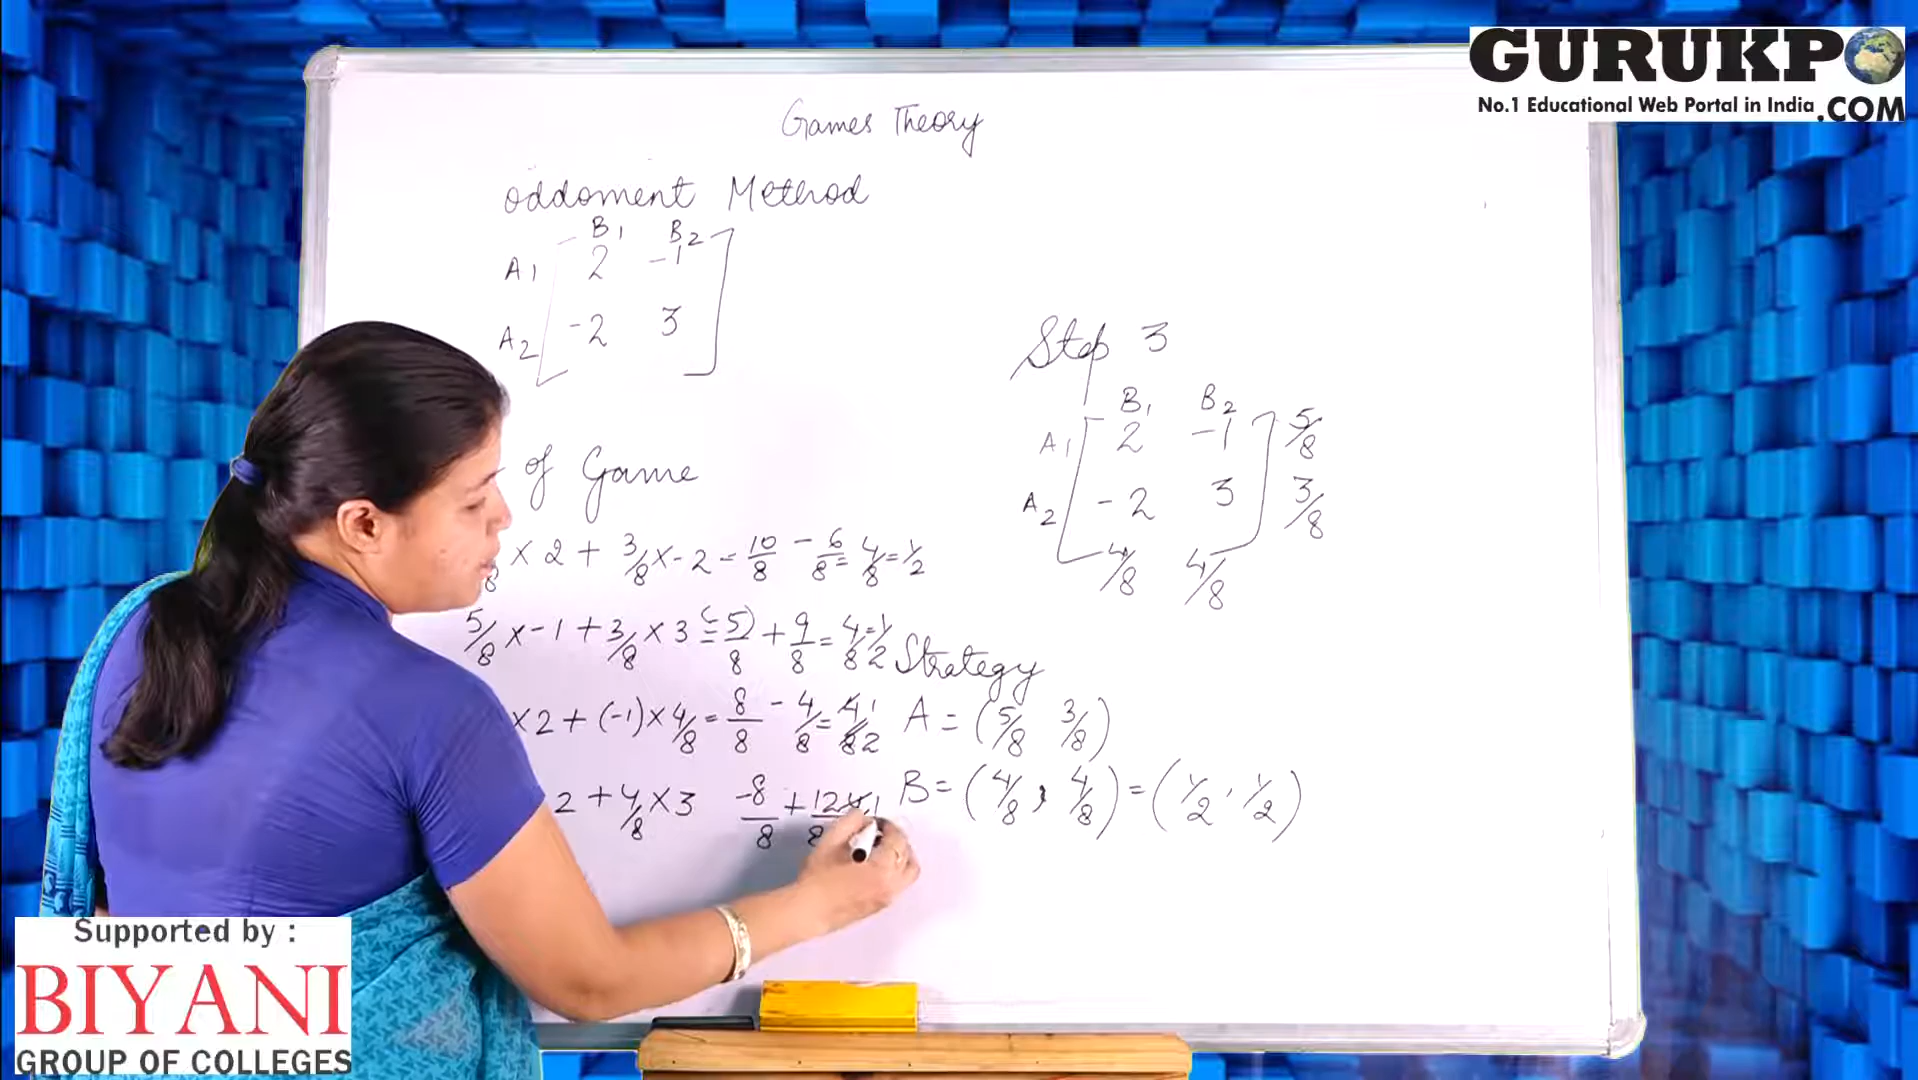 GURUKPO
No.1 Educational Web Portal in India .COM
Games Theory
oddoment Method
B1 B2
A1 2 -1
A2 -2 3
of Game
8 × 2 + 3/8 × -2 = 10/8 - 6/8 = 4/8 = 1/2
5/8 × -1 + 3/8 × 3 = (-5)/8 + 9/8 = 4/8 = 1/2
× 2 + (-1) × 4/8 = 8/8 - 4/8 = 4/8 1/2
2 + 4/8 × 3 -8/8 + 12/8
Step 3
B1 B2
A1 2 -1 5/8
A2 -2 3 3/8
4/8 4/8
Strategy
A = (5/8 3/8)
B = (4/8, 4/8) = (1/2, 1/2)
Supported by :
BIYANI
GROUP OF COLLEGES